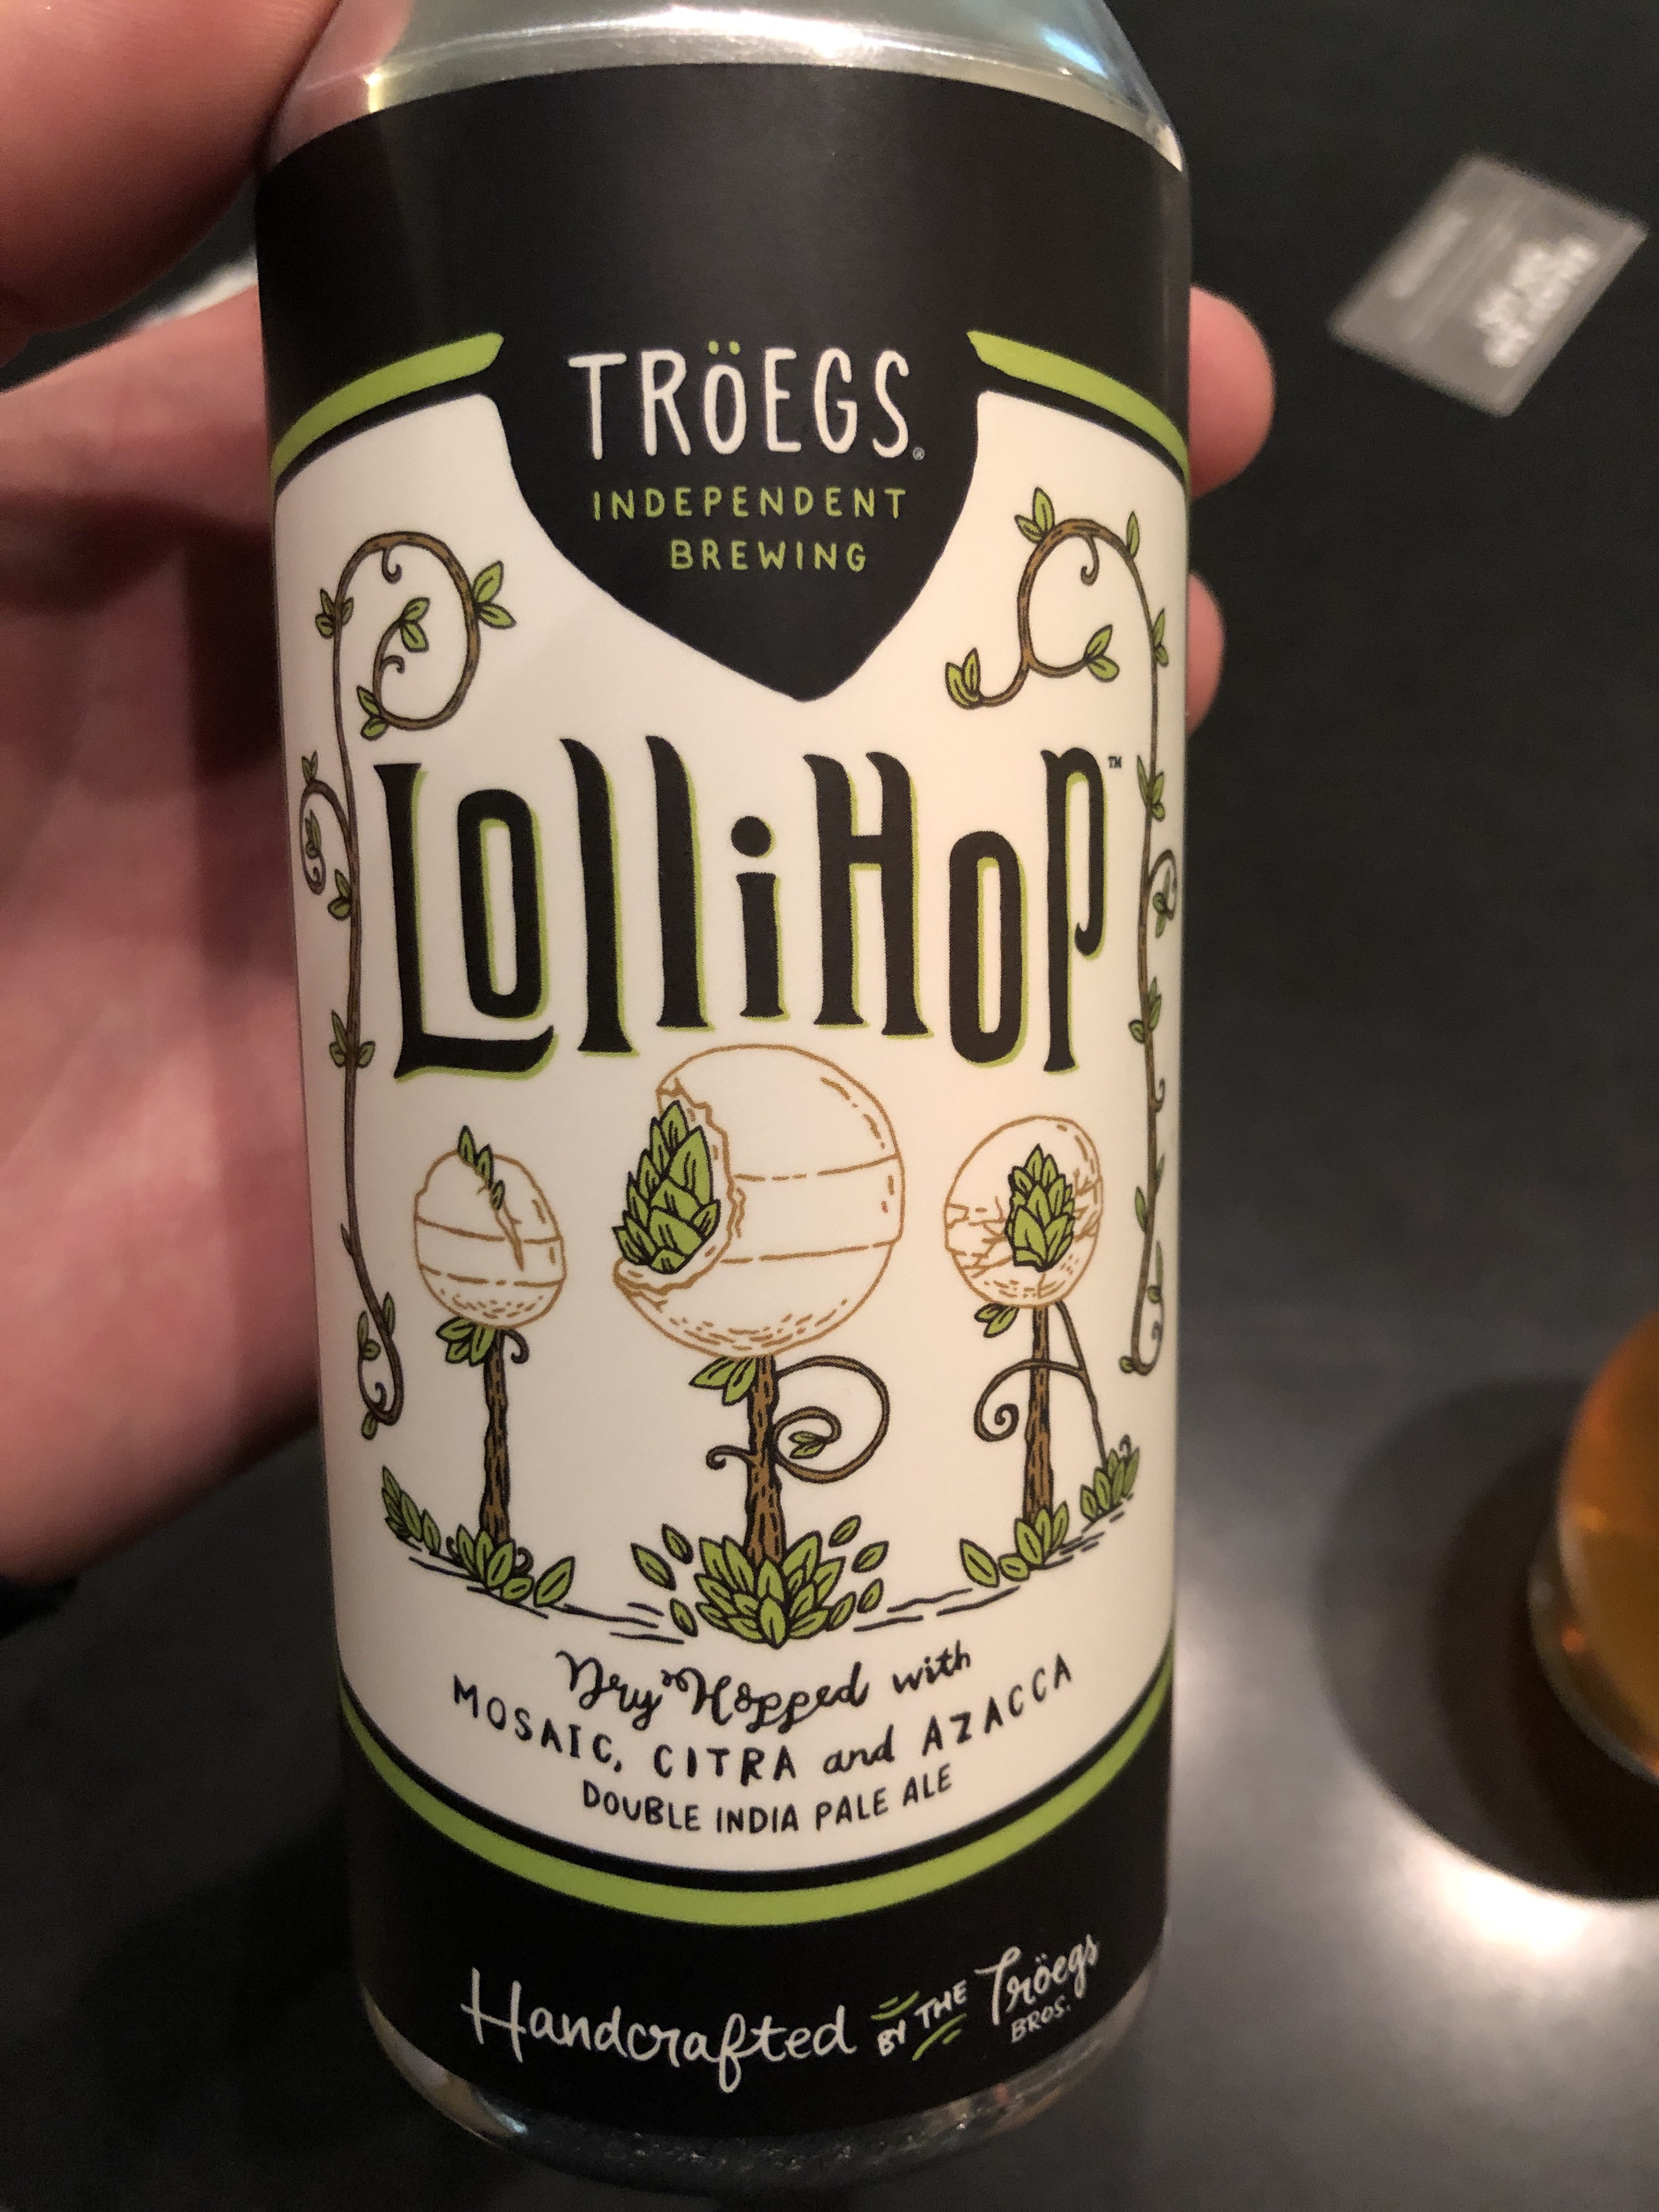 TRÖEGS®
INDEPENDENT
BREWING
LolliHop™
Dry Hopped with
MOSAIC, CITRA and AZACCA
DOUBLE INDIA PALE ALE
Handcrafted BY THE Tröegs BROS.